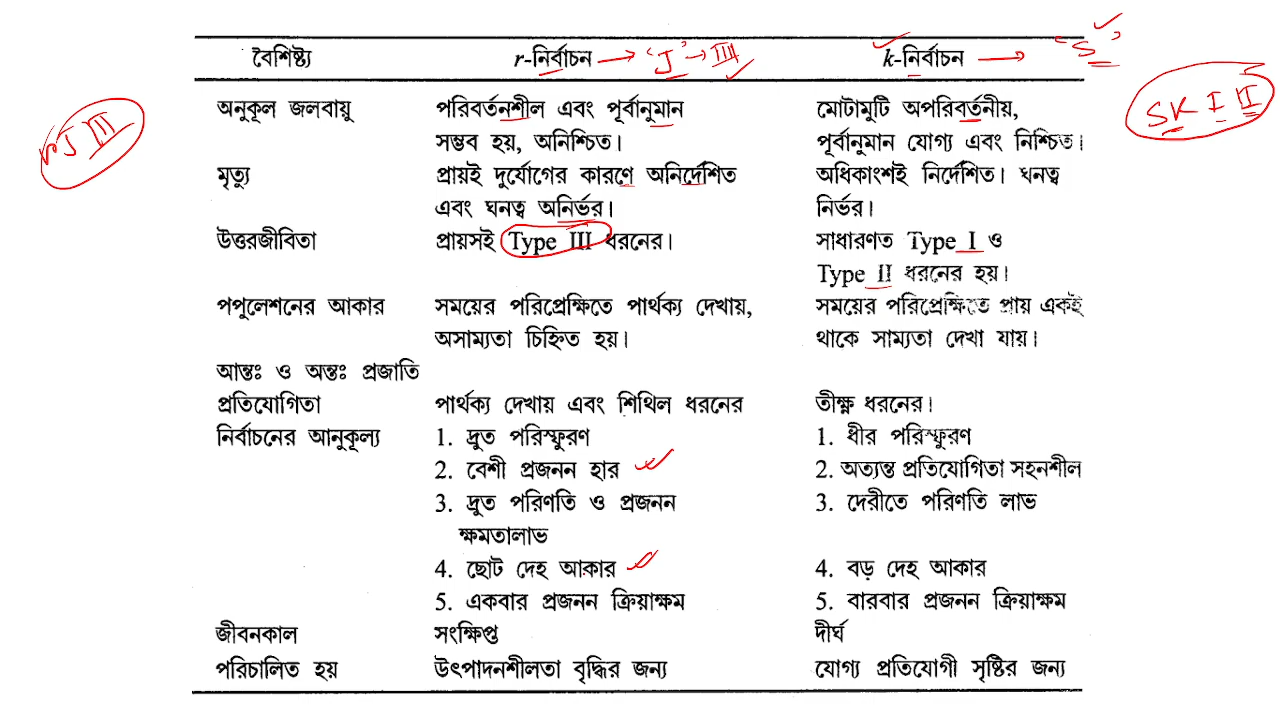 বৈশিষ্ট্য r-নির্বাচন → 'J' → III k-নির্বাচন → 'S'
অনুকূল জলবায়ু পরিবর্তনশীল এবং পূর্বানুমান মোটামুটি অপরিবর্তনীয়,
সম্ভব হয়, অনিশ্চিত। পূর্বানুমান যোগ্য এবং নিশ্চিত।
rJ III
SK I II
মৃত্যু প্রায়ই দুর্যোগের কারণে অনির্দেশিত অধিকাংশই নির্দেশিত। ঘনত্ব
এবং ঘনত্ব অনির্ভর। নির্ভর।
উত্তরজীবিতা প্রায়সই Type III ধরনের। সাধারণত Type I ও
Type II ধরনের হয়।
পপুলেশনের আকার সময়ের পরিপ্রেক্ষিতে পার্থক্য দেখায়, সময়ের পরিপ্রেক্ষিতে প্রায় একই
অসাম্যতা চিহ্নিত হয়। থাকে সাম্যতা দেখা যায়।
আন্তঃ ও অন্তঃ প্রজাতি
প্রতিযোগিতা পার্থক্য দেখায় এবং শিথিল ধরনের তীক্ষ্ণ ধরনের।
নির্বাচনের আনুকূল্য 1. দ্রুত পরিস্ফুরণ 1. ধীর পরিস্ফুরণ
2. বেশী প্রজনন হার 2. অত্যন্ত প্রতিযোগিতা সহনশীল
3. দ্রুত পরিণতি ও প্রজনন 3. দেরীতে পরিণতি লাভ
ক্ষমতালাভ
4. ছোট দেহ আকার 4. বড় দেহ আকার
5. একবার প্রজনন ক্রিয়াক্ষম 5. বারবার প্রজনন ক্রিয়াক্ষম
জীবনকাল সংক্ষিপ্ত দীর্ঘ
পরিচালিত হয় উৎপাদনশীলতা বৃদ্ধির জন্য যোগ্য প্রতিযোগী সৃষ্টির জন্য